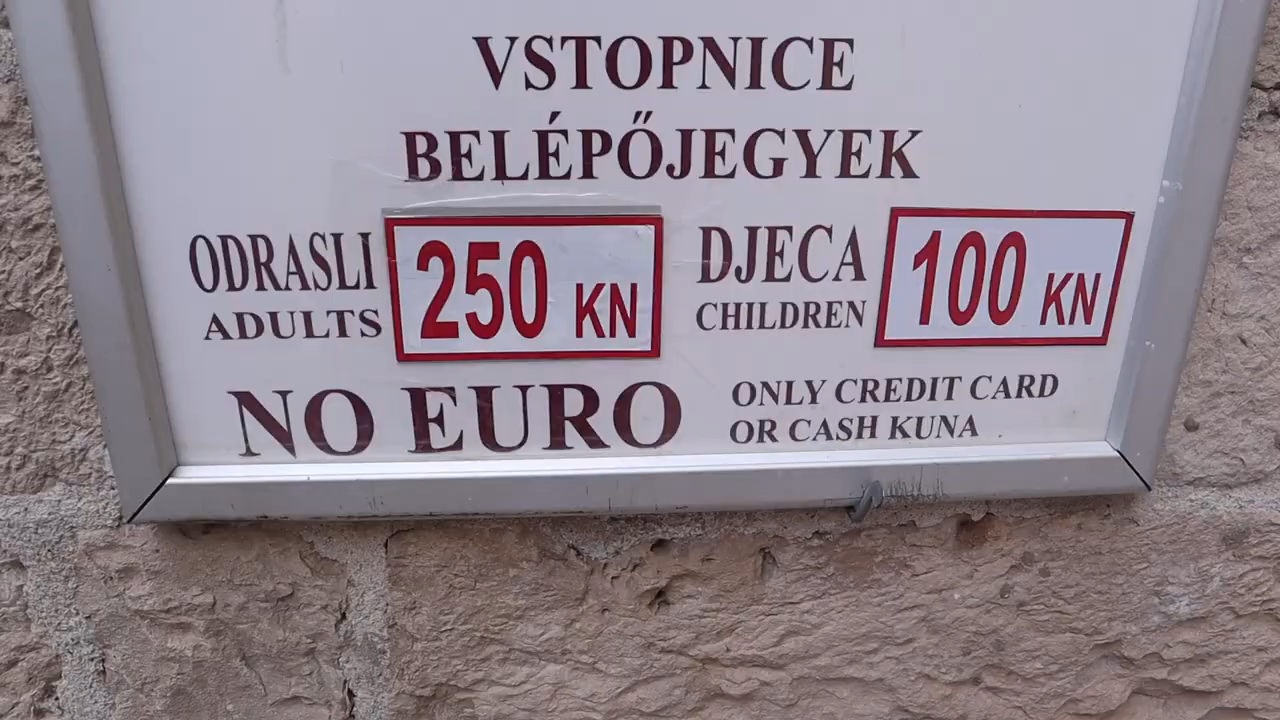 VSTOPNICE
BELÉPŐJEGYEK
ODRASLI 250 KN DJECA 100 KN
ADULTS CHILDREN
NO EURO ONLY CREDIT CARD
OR CASH KUNA